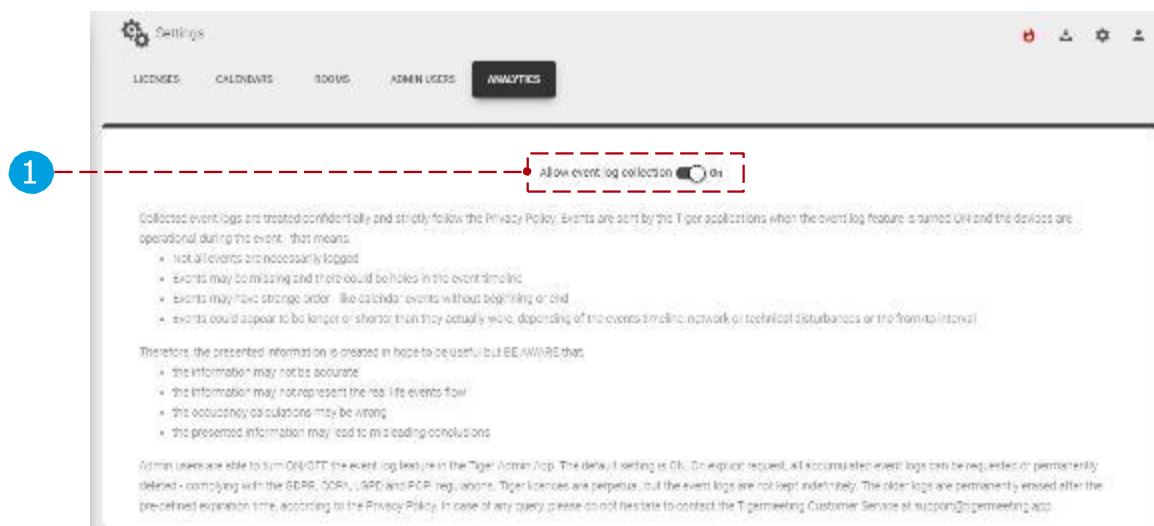 Settings
LICENSES CALENDARS ROOMS ADMIN USERS ANALYTICS
1
Allow event log collection On
Collected event logs are treated confidentially and strictly follow the Privacy Policy. Events are sent by the Tiger applications when the event log feature is turned ON and the devices are
operational during the event - that means:
Not all events are necessarily logged
Events may be missing and there could be holes in the event timeline
Events may have strange order - like calendar events without beginning or end
Events could appear to be longer or shorter than they actually were, depending of the events timeline, network or technical disturbances or the from/to interval
Therefore, the presented information is created in hope to be useful but BE AWARE that:
the information may not be accurate
the information may not represent the real life events flow
the occupancy calculations may be wrong
the presented information may lead to misleading conclusions
Admin users are able to turn ON/OFF the event log feature in the Tiger Admin App. The default setting is ON. On explicit request, all accumulated event logs can be requested or permanently
deleted - complying with the GDPR, CCPA, LGPD and PCPI regulations. Tiger licences are perpetual, but the event logs are not kept indefinitely. The older logs are permanently erased after the
pre-defined expiration time, according to the Privacy Policy. In case of any query, please do not hesitate to contact the Tigermeeting Customer Service at support@tigermeeting.app